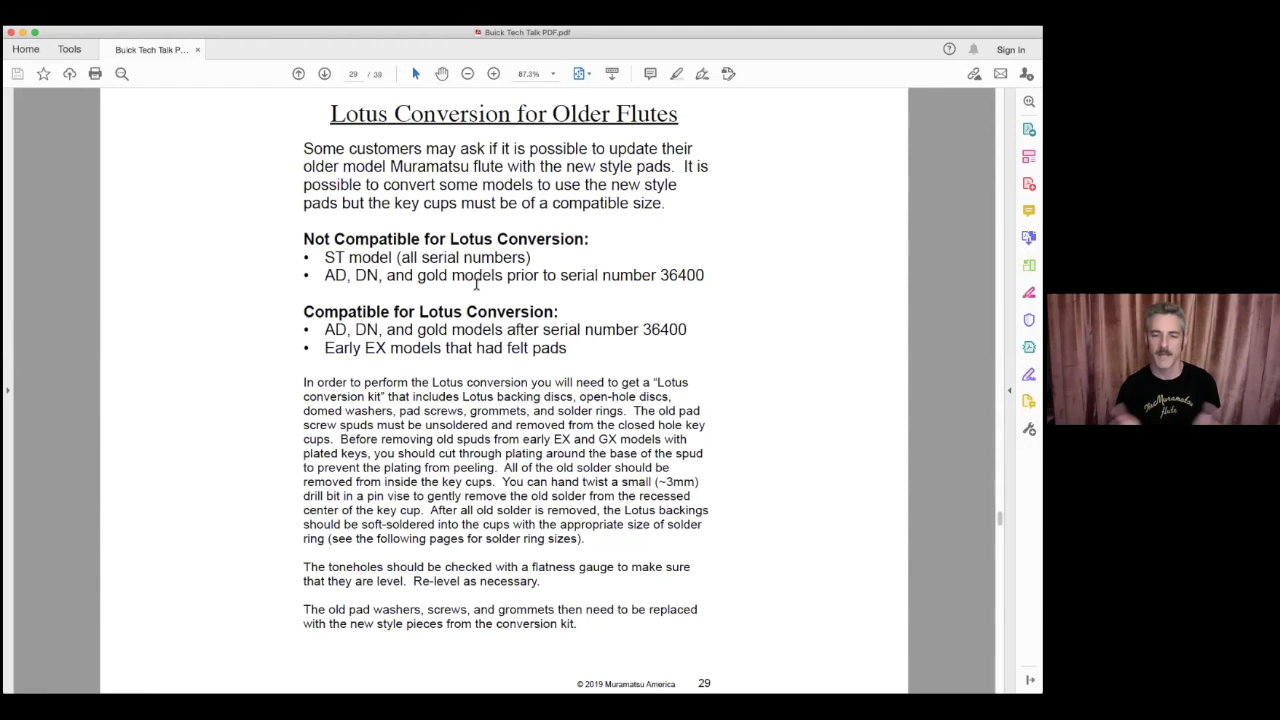 Buick Tech Talk PDF.pdf
Home
Tools
Buick Tech Talk P... ×
Sign In
29 / 39
87.3%
Lotus Conversion for Older Flutes
Some customers may ask if it is possible to update their
older model Muramatsu flute with the new style pads. It is
possible to convert some models to use the new style
pads but the key cups must be of a compatible size.
Not Compatible for Lotus Conversion:
• ST model (all serial numbers)
• AD, DN, and gold models prior to serial number 36400
Compatible for Lotus Conversion:
• AD, DN, and gold models after serial number 36400
• Early EX models that had felt pads
In order to perform the Lotus conversion you will need to get a “Lotus
conversion kit” that includes Lotus backing discs, open-hole discs,
domed washers, pad screws, grommets, and solder rings. The old pad
screw spuds must be unsoldered and removed from the closed hole key
cups. Before removing old spuds from early EX and GX models with
plated keys, you should cut through plating around the base of the spud
to prevent the plating from peeling. All of the old solder should be
removed from inside the key cups. You can hand twist a small (~3mm)
drill bit in a pin vise to gently remove the old solder from the recessed
center of the key cup. After all old solder is removed, the Lotus backings
should be soft-soldered into the cups with the appropriate size of solder
ring (see the following pages for solder ring sizes).
The toneholes should be checked with a flatness gauge to make sure
that they are level. Re-level as necessary.
The old pad washers, screws, and grommets then need to be replaced
with the new style pieces from the conversion kit.
© 2019 Muramatsu America
29
The Muramatsu
Flute